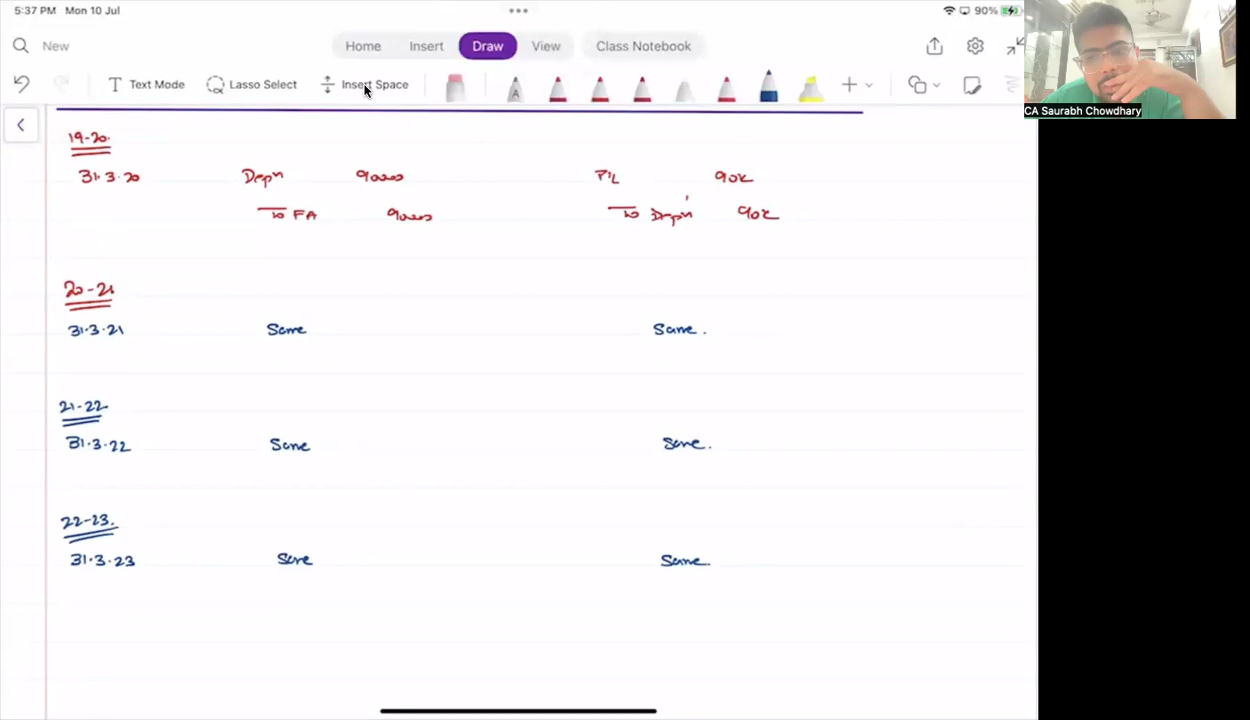 5:37 PM Mon 10 Jul
90%
New
Home Insert Draw View Class Notebook
Text Mode Lasso Select Insert Space
A
CA Saurabh Chowdhary
19-20
31.3.20 Depn 90000 P/L 90k
To FA 90000 To Depn 90k
20-21
31.3.21 Same Same.
21-22
31.3.22 Same Same.
22-23.
31.3.23 Same Same.